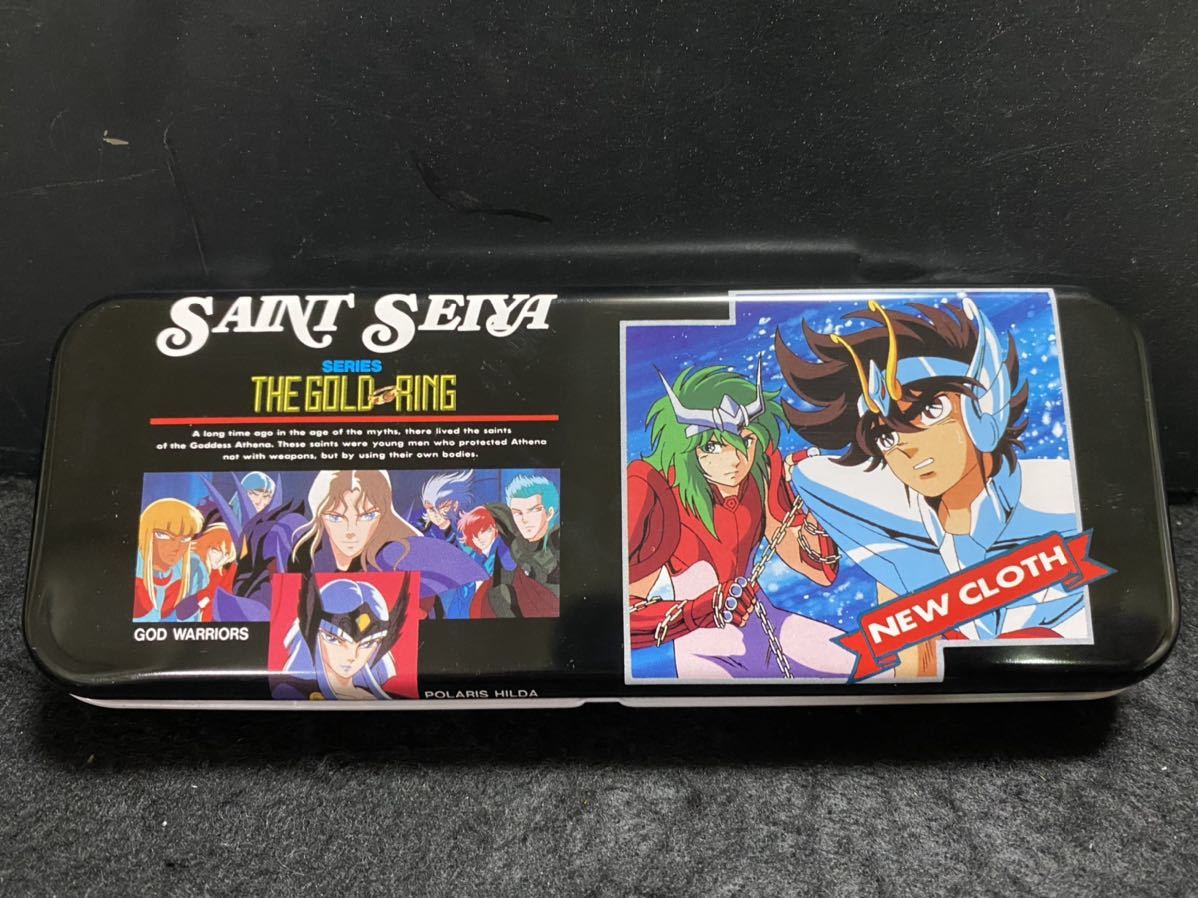 SAINT SEIYA
SERIES
THE GOLD RING
A long time ago in the age of the myths, there lived the saints
of the Goddess Athena. These saints were young men who protected Athena
not with weapons, but by using their own bodies.
GOD WARRIORS
POLARIS HILDA
NEW CLOTH